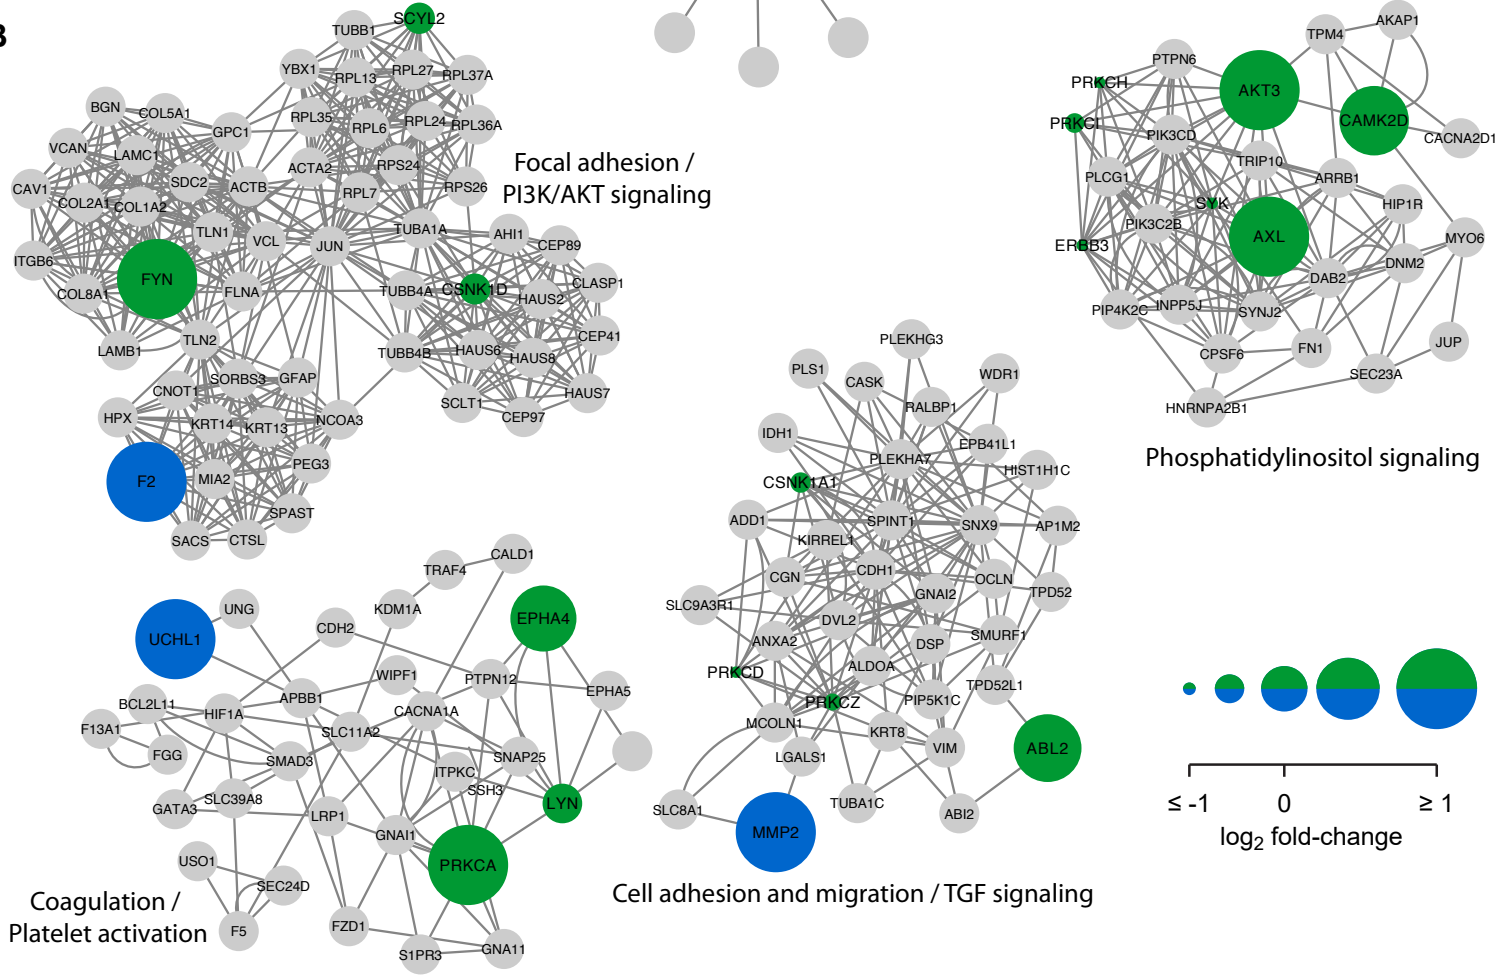 B
SCYL2
TUBB1
YBX1
RPL13
RPL27
RPL37A
BGN
COL5A1
GPC1
RPL35
RPL6
RPL24
RPL36A
VCAN
LAMC1
ACTA2
RPS24
CAV1
SDC2
ACTB
RPL7
RPS26
COL2A1
COL1A2
TLN1
VCL
JUN
TUBA1A
AHI1
CEP89
ITGB6
FYN
COL8A1
FLNA
TUBB4A
CSNK1D
HAUS2
CLASP1
LAMB1
TLN2
TUBB4B
HAUS6
HAUS8
CEP41
CNOT1
SORBS3
GFAP
SCLT1
CEP97
HAUS7
HPX
KRT14
KRT13
NCOA3
F2
MIA2
PEG3
SPAST
SACS
CTSL
Focal adhesion /
PI3K/AKT signaling
TPM4
AKAP1
PTPN6
PRKCH
AKT3
CAMK2D
PRKCI
PIK3CD
CACNA2D1
TRIP10
PLCG1
ARRB1
SYK
HIP1R
PIK3C2B
ERBB3
AXL
MYO6
DAB2
DNM2
PIP4K2C
INPP5J
SYNJ2
CPSF6
FN1
JUP
SEC23A
HNRNPA2B1
Phosphatidylinositol signaling
PLEKHG3
PLS1
CASK
WDR1
RALBP1
IDH1
EPB41L1
PLEKHA7
HIST1H1C
CSNK1A1
ADD1
SPINT1
SNX9
AP1M2
KIRREL1
CGN
CDH1
OCLN
GNAI2
TPD52
SLC9A3R1
DVL2
ANXA2
DSP
SMURF1
PRKCD
ALDOA
PRKCZ
PIP5K1C
TPD52L1
MCOLN1
KRT8
VIM
ABL2
LGALS1
SLC8A1
TUBA1C
ABI2
MMP2
Cell adhesion and migration / TGF signaling
CALD1
TRAF4
UNG
KDM1A
EPHA4
UCHL1
CDH2
WIPF1
PTPN12
EPHA5
BCL2L11
APBB1
F13A1
HIF1A
CACNA1A
SLC11A2
FGG
SMAD3
SNAP25
ITPKC
SSH3
GATA3
SLC39A8
LRP1
LYN
GNAI1
USO1
PRKCA
SEC24D
F5
FZD1
S1PR3
GNA11
Coagulation /
Platelet activation
≤ -1 0 ≥ 1
log2 fold-change